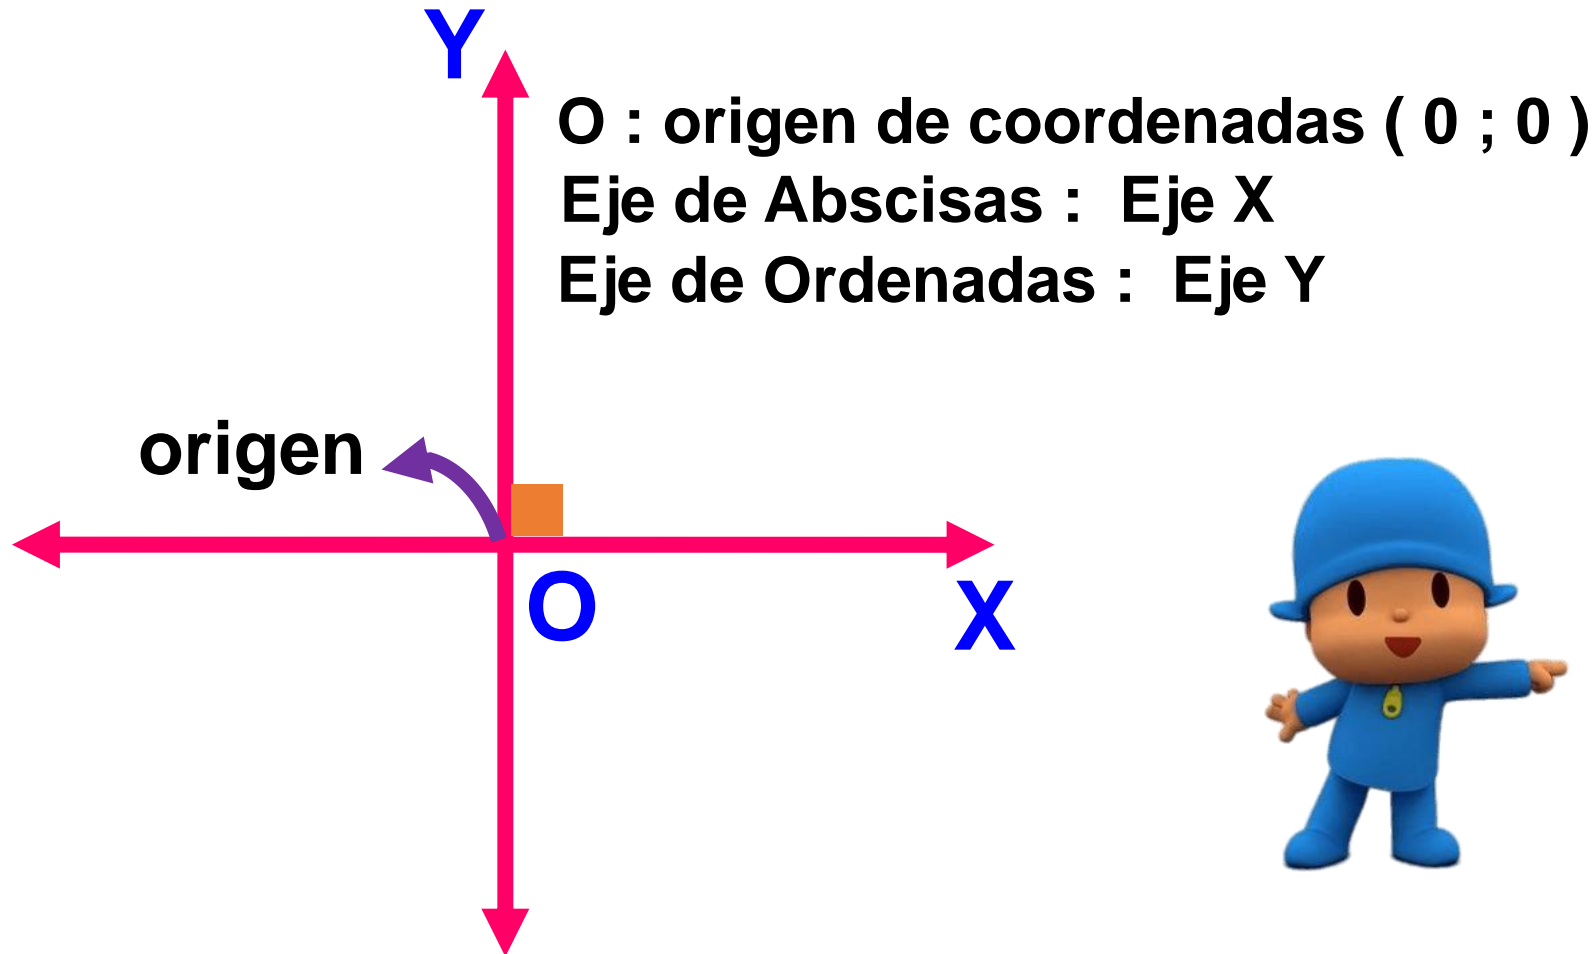 Y
O : origen de coordenadas ( 0 ; 0 )
Eje de Abscisas :  Eje X
Eje de Ordenadas :  Eje Y
origen
O
X